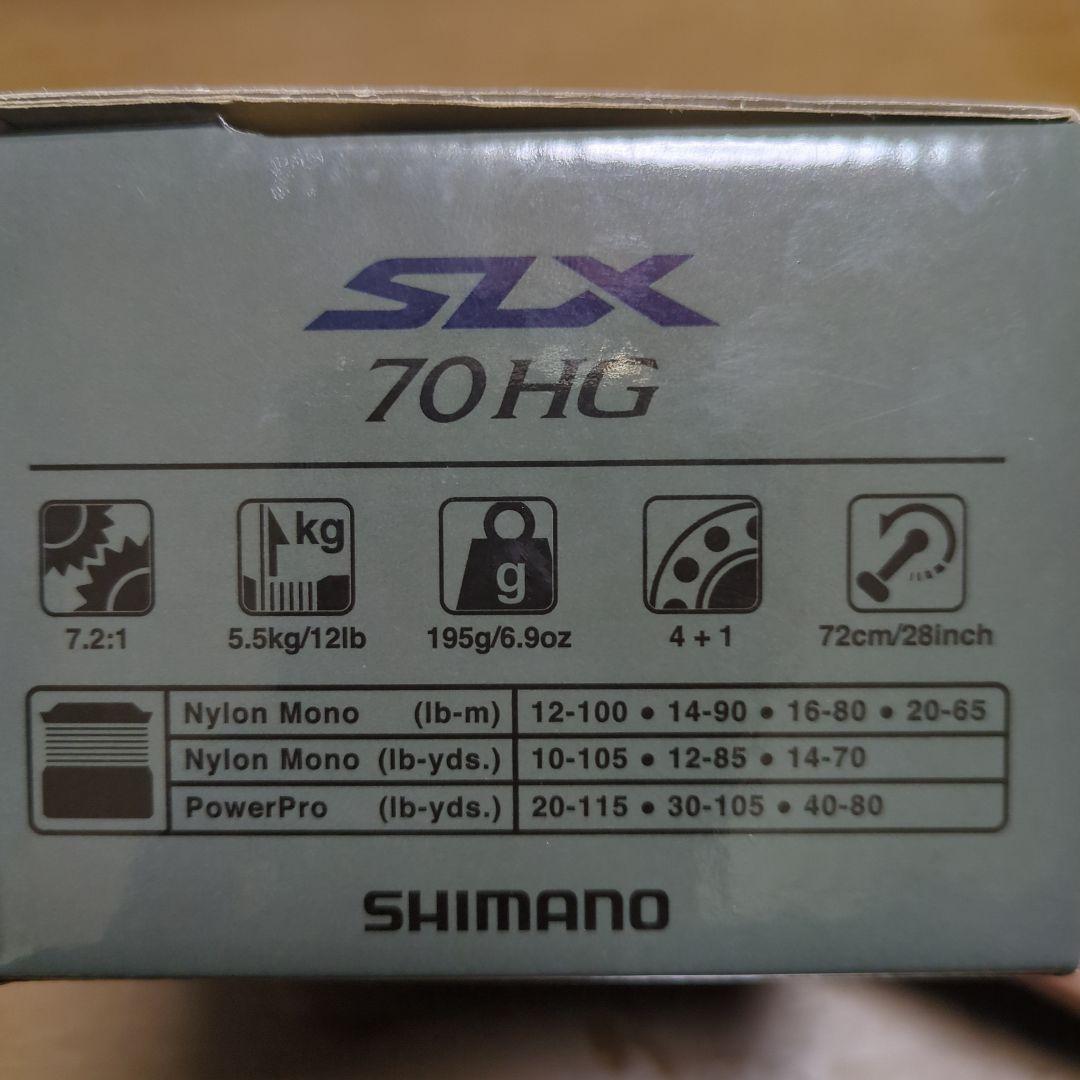 SLX
70HG
kg
g
7.2:1 5.5kg/12lb 195g/6.9oz 4 + 1 72cm/28inch
Nylon Mono (lb-m) 12-100 • 14-90 • 16-80 • 20-65
Nylon Mono (lb-yds.) 10-105 • 12-85 • 14-70
PowerPro (lb-yds.) 20-115 • 30-105 • 40-80
SHIMANO